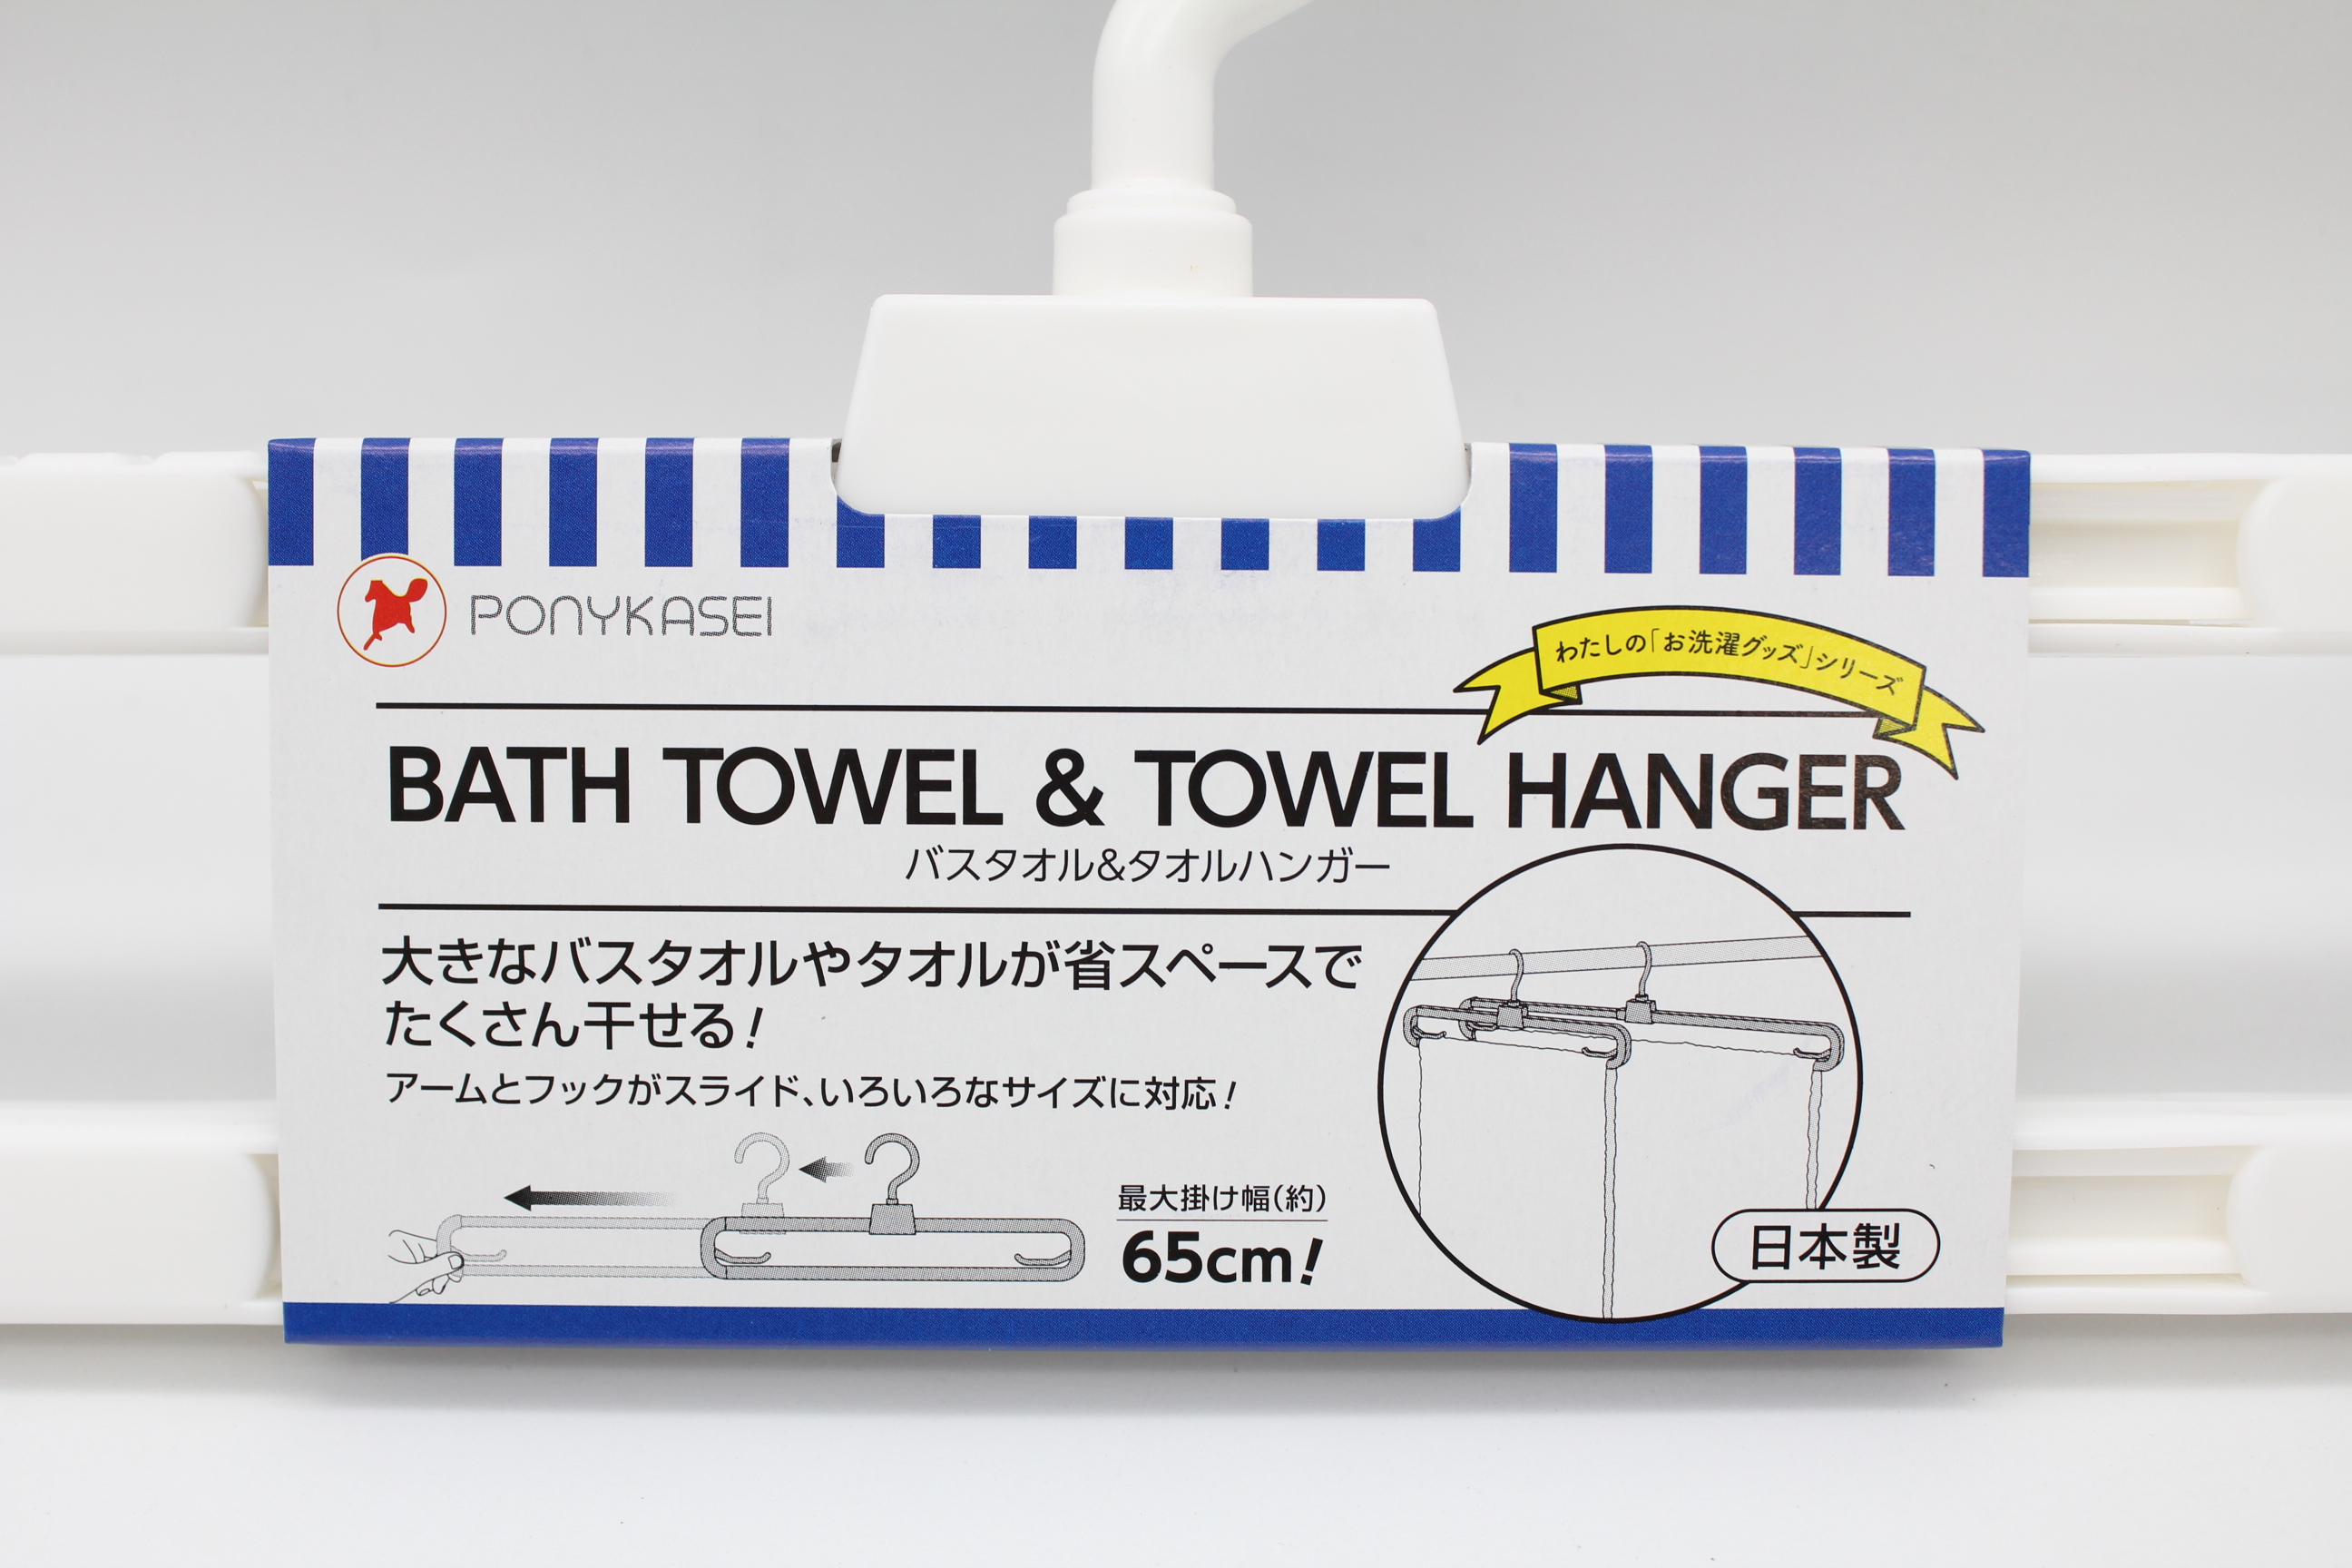 PONYKASEI
わたしの「お洗濯グッズ」シリーズ
BATH TOWEL & TOWEL HANGER
バスタオル&タオルハンガー
大きなバスタオルやタオルが省スペースで
たくさん干せる!
アームとフックがスライド、いろいろなサイズに対応!
最大掛け幅(約)
65cm!
日本製